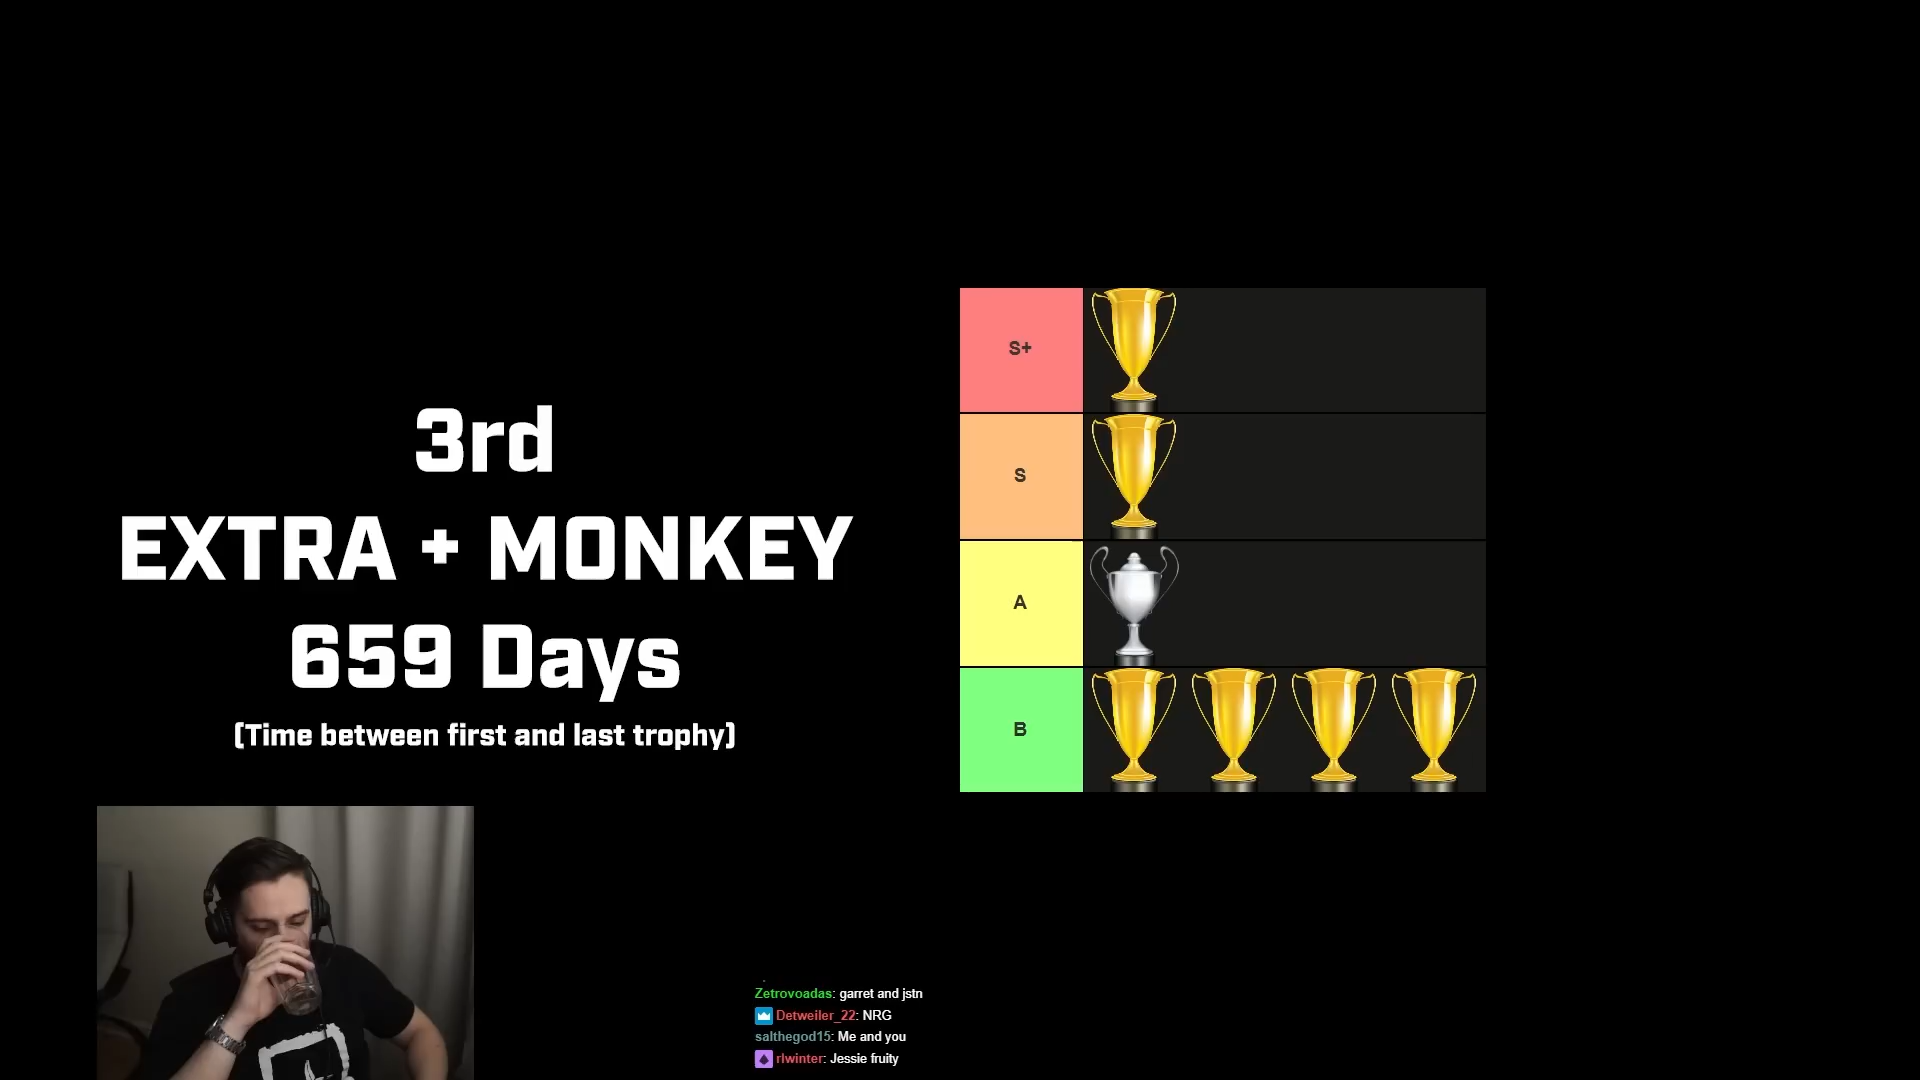 3rd
EXTRA + MONKEY
659 Days
(Time between first and last trophy)
S+
S
A
B
Zetrovoadas: garret and jstn
Detweiler_22: NRG
salthegod15: Me and you
rlwinter: Jessie fruity